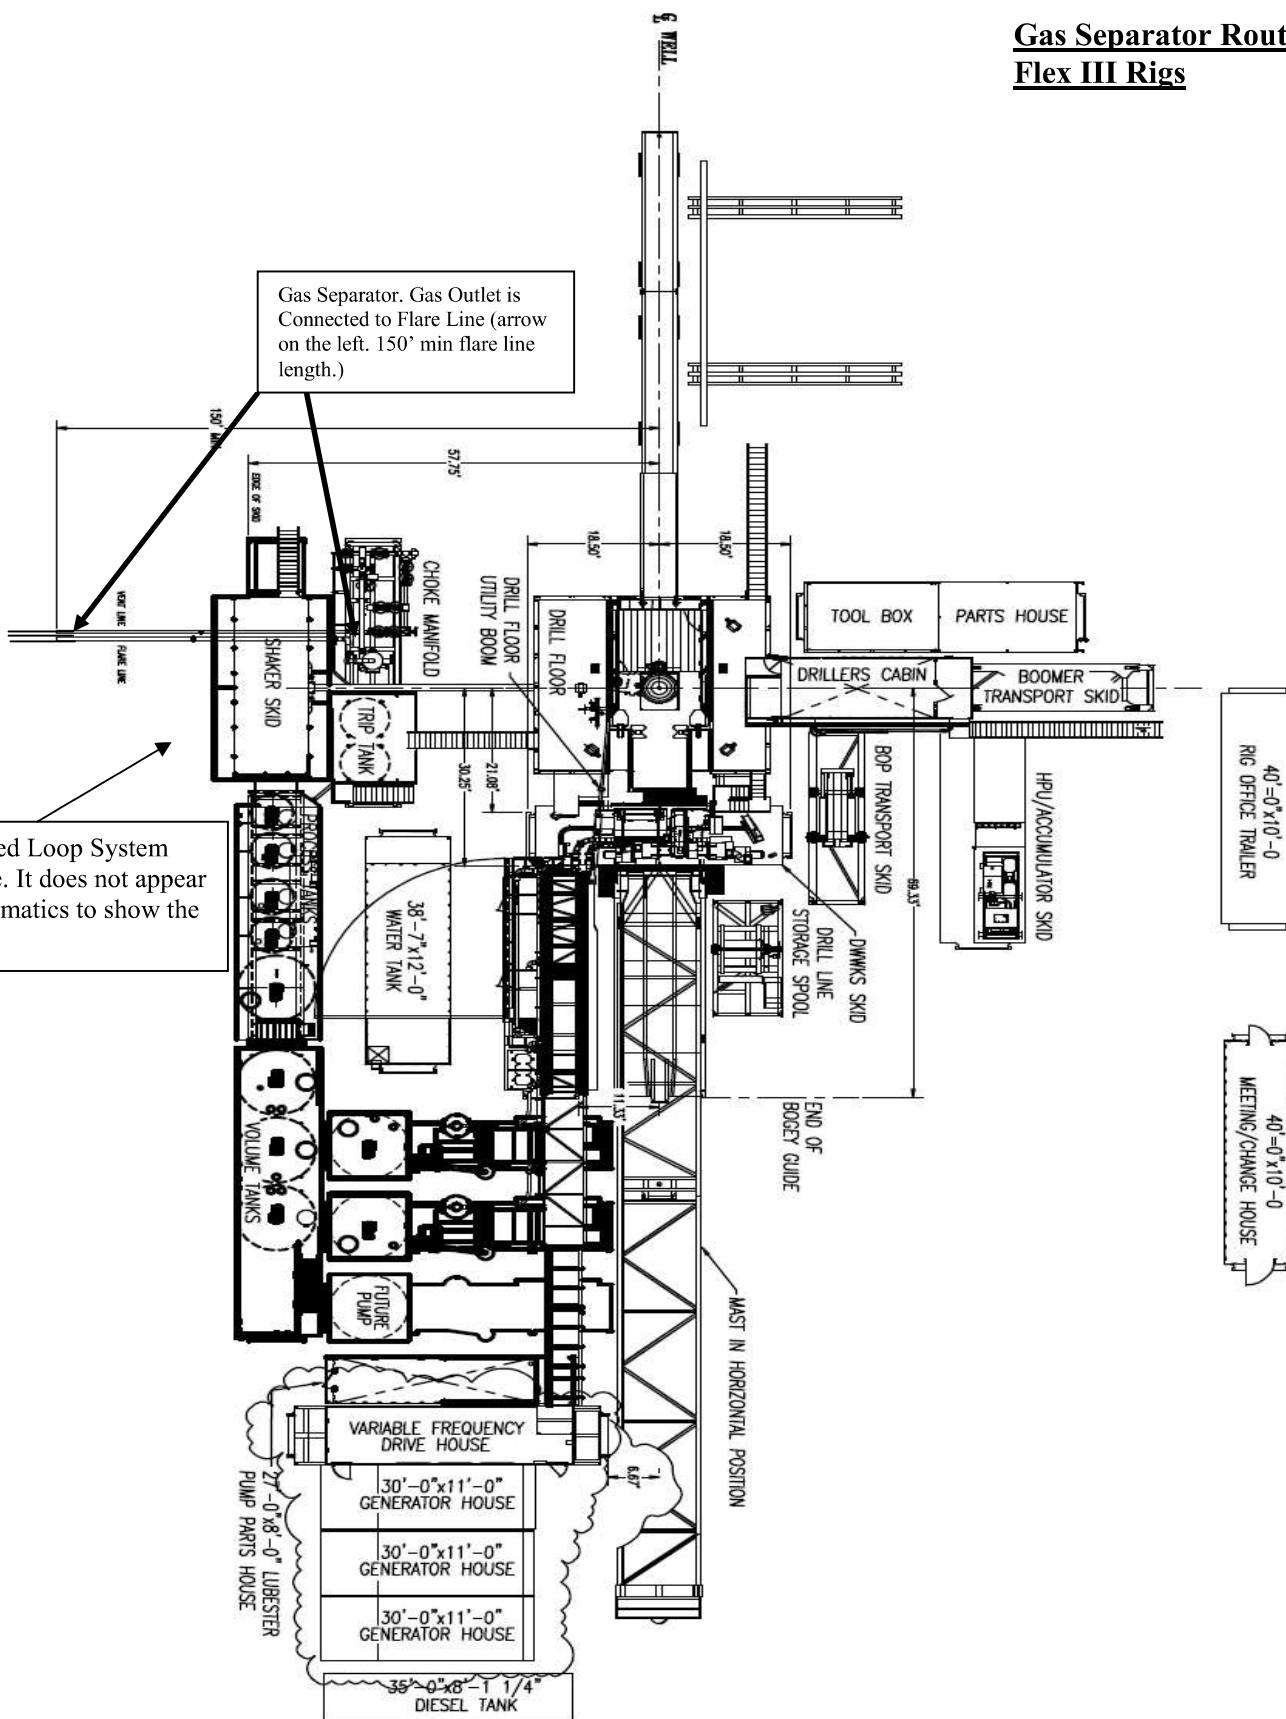 Gas Separator Rout
Flex III Rigs
WELL
Gas Separator. Gas Outlet is
Connected to Flare Line (arrow
on the left. 150’ min flare line
length.)
150' MIN
57.75'
EDGE OF SKID
18.50'
18.50'
CHOKE MANIFOLD
DRILL FLOOR
UTILITY BOOM
DRILL FLOOR
TOOL BOX
PARTS HOUSE
VENT LINE
FLARE LINE
SHAKER SKID
DRILLERS CABIN
BOOMER
TRANSPORT SKID
TRIP TANK
21.08'
30.25'
BOP TRANSPORT SKID
HPU/ACCUMULATOR SKID
40'=0"x10'-0
RIG OFFICE TRAILER
ed Loop System
e. It does not appear
matics to show the
PROCESS TANKS
38'-7"x12'-0"
WATER TANK
69.33'
DWWKS SKID
DRILL LINE
STORAGE SPOOL
11.33'
END OF
BOGEY GUIDE
40'=0"x10'-0
MEETING/CHANGE HOUSE
VOLUME TANKS
FUTURE
PUMP
MAST IN HORIZONTAL POSITION
VARIABLE FREQUENCY
DRIVE HOUSE
6.67'
27'-0"x8'-0" LUBESTER
PUMP PARTS HOUSE
30'-0"x11'-0"
GENERATOR HOUSE
30'-0"x11'-0"
GENERATOR HOUSE
30'-0"x11'-0"
GENERATOR HOUSE
35'-0"x8'-1 1/4"
DIESEL TANK